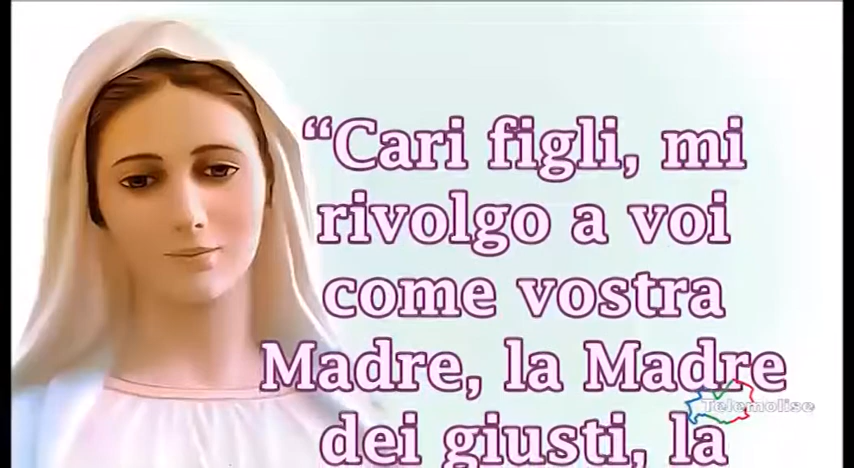 “Cari figli, mi
rivolgo a voi
come vostra
Madre, la Madre
Telemolise
dei giusti, la